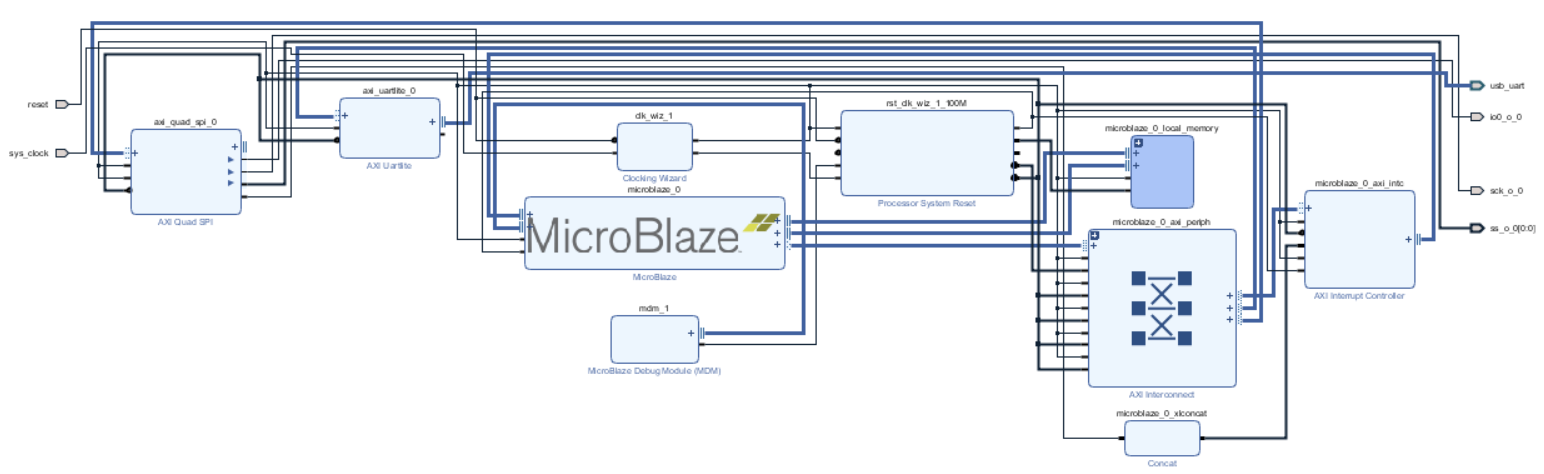 reset
sys_clock
axi_quad_spi_0
AXI Quad SPI
axi_uartlite_0
AXI Uartlite
clk_wiz_1
Clocking Wizard
microblaze_0
MicroBlaze
MicroBlaze
mdm_1
MicroBlaze Debug Module (MDM)
rst_clk_wiz_1_100M
Processor System Reset
microblaze_0_local_memory
microblaze_0_axi_periph
AXI Interconnect
microblaze_0_xlconcat
Concat
microblaze_0_axi_intc
AXI Interrupt Controller
usb_uart
io0_o_0
sck_o_0
ss_o_0[0:0]